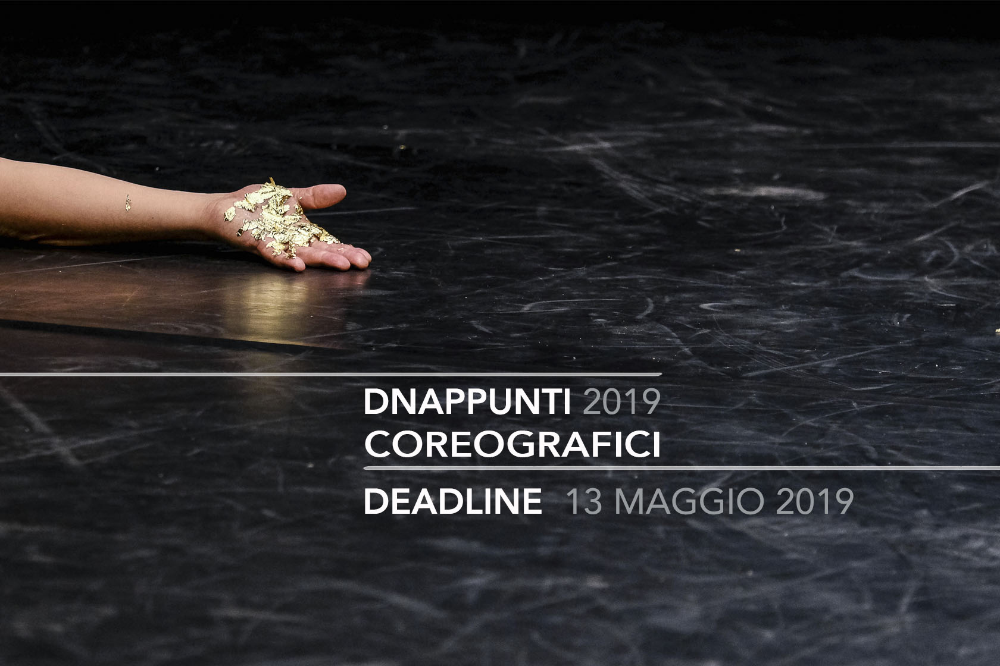 DNAPPUNTI 2019
COREOGRAFICI
DEADLINE 13 MAGGIO 2019